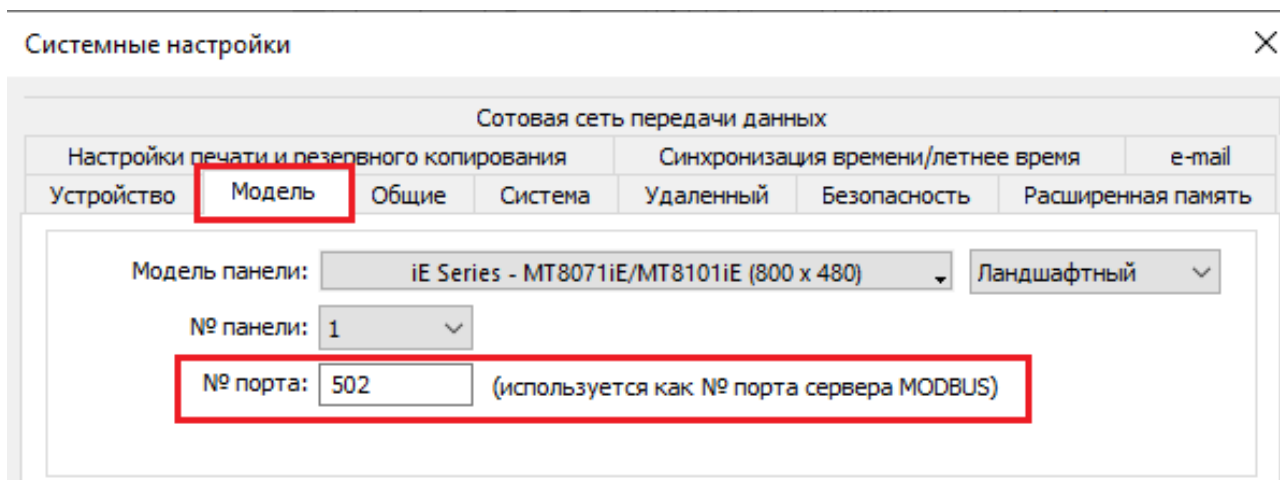 Системные настройки
Сотовая сеть передачи данных
Настройки печати и резервного копирования Синхронизация времени/летнее время e-mail
Устройство Модель Общие Система Удаленный Безопасность Расширенная память
Модель панели: iE Series - MT8071iE/MT8101iE (800 x 480) Ландшафтный
№ панели: 1
№ порта: 502 (используется как № порта сервера MODBUS)